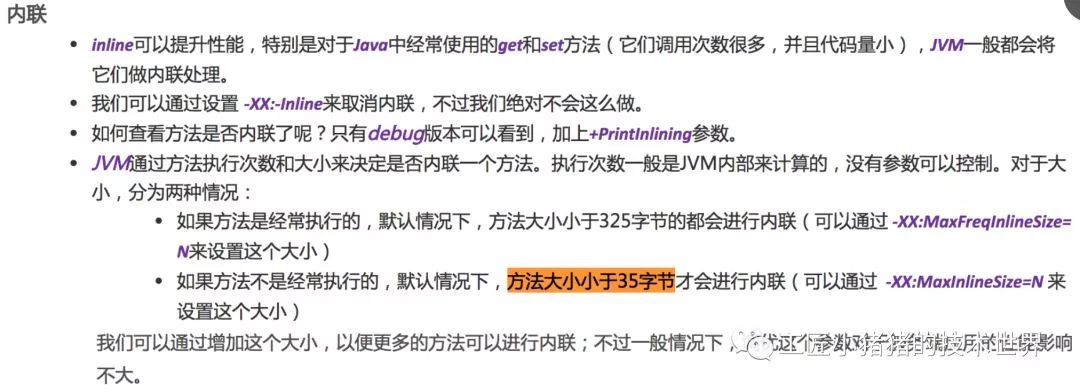 内联
inline可以提升性能，特别是对于Java中经常使用的get和set方法（它们调用次数很多，并且代码量小），JVM一般都会将
它们做内联处理。
我们可以通过设置 -XX:-Inline来取消内联，不过我们绝对不会这么做。
如何查看方法是否内联了呢？只有debug版本可以看到，加上+PrintInlining参数。
JVM通过方法执行次数和大小来决定是否内联一个方法。执行次数一般是JVM内部来计算的，没有参数可以控制。对于大
小，分为两种情况：
如果方法是经常执行的，默认情况下，方法大小小于325字节的都会进行内联（可以通过 -XX:MaxFreqInlineSize=
N来设置这个大小）
如果方法不是经常执行的，默认情况下，方法大小小于35字节才会进行内联（可以通过 -XX:MaxInlineSize=N 来
设置这个大小）
我们可以通过增加这个大小，以便更多的方法可以进行内联；不过一般情况下，
工匠小猪猪的技术世界
影响
不大。